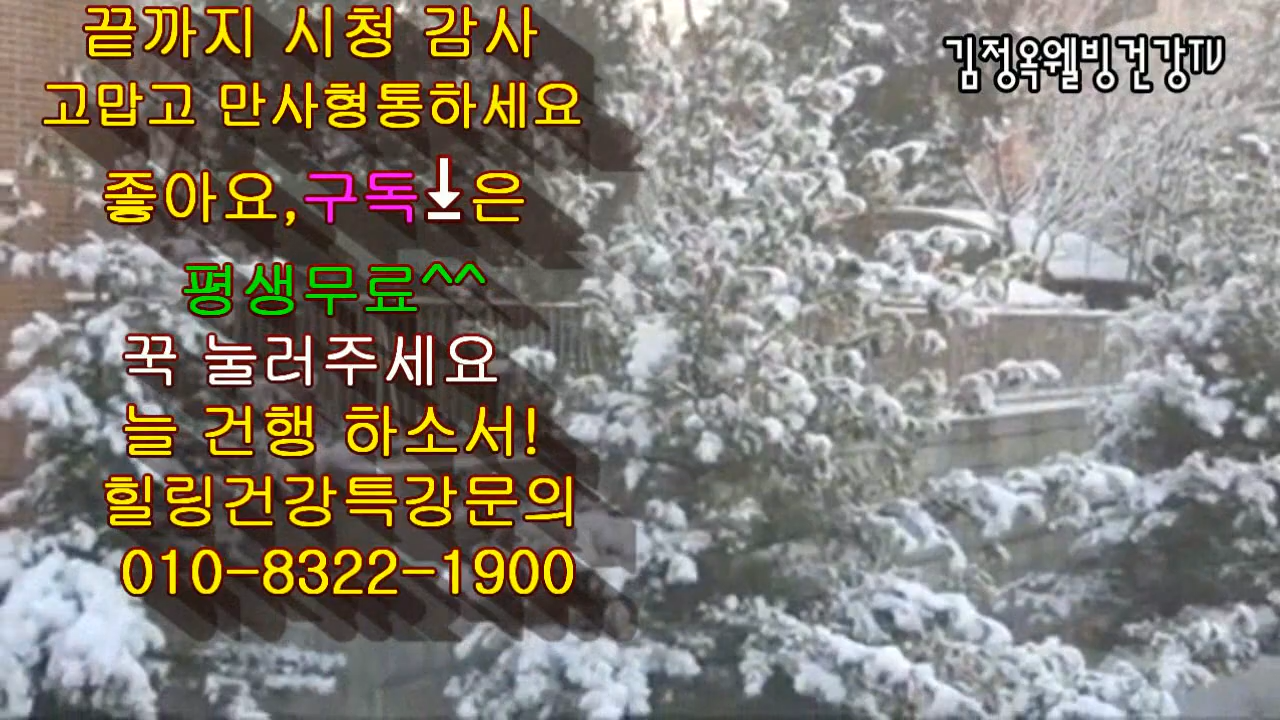 끝까지 시청 감사
김정옥웰빙건강TV
고맙고 만사형통하세요
좋아요,구독⬇은
평생무료^^
꾹 눌러주세요
늘 건행 하소서!
힐링건강특강문의
010-8322-1900